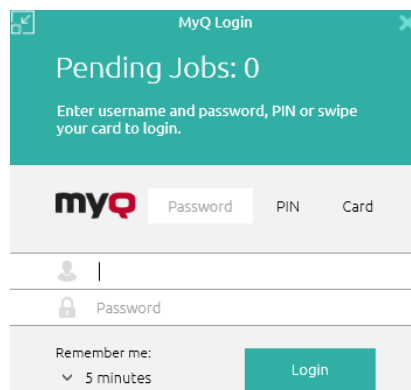 MyQ Login
Pending Jobs: 0
Enter username and password, PIN or swipe
your card to login.
myQ Password PIN Card
Password
Remember me:
5 minutes
Login